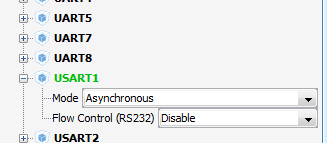 UART5
UART7
UART8
USART1
Mode Asynchronous
Flow Control (RS232) Disable
USART2